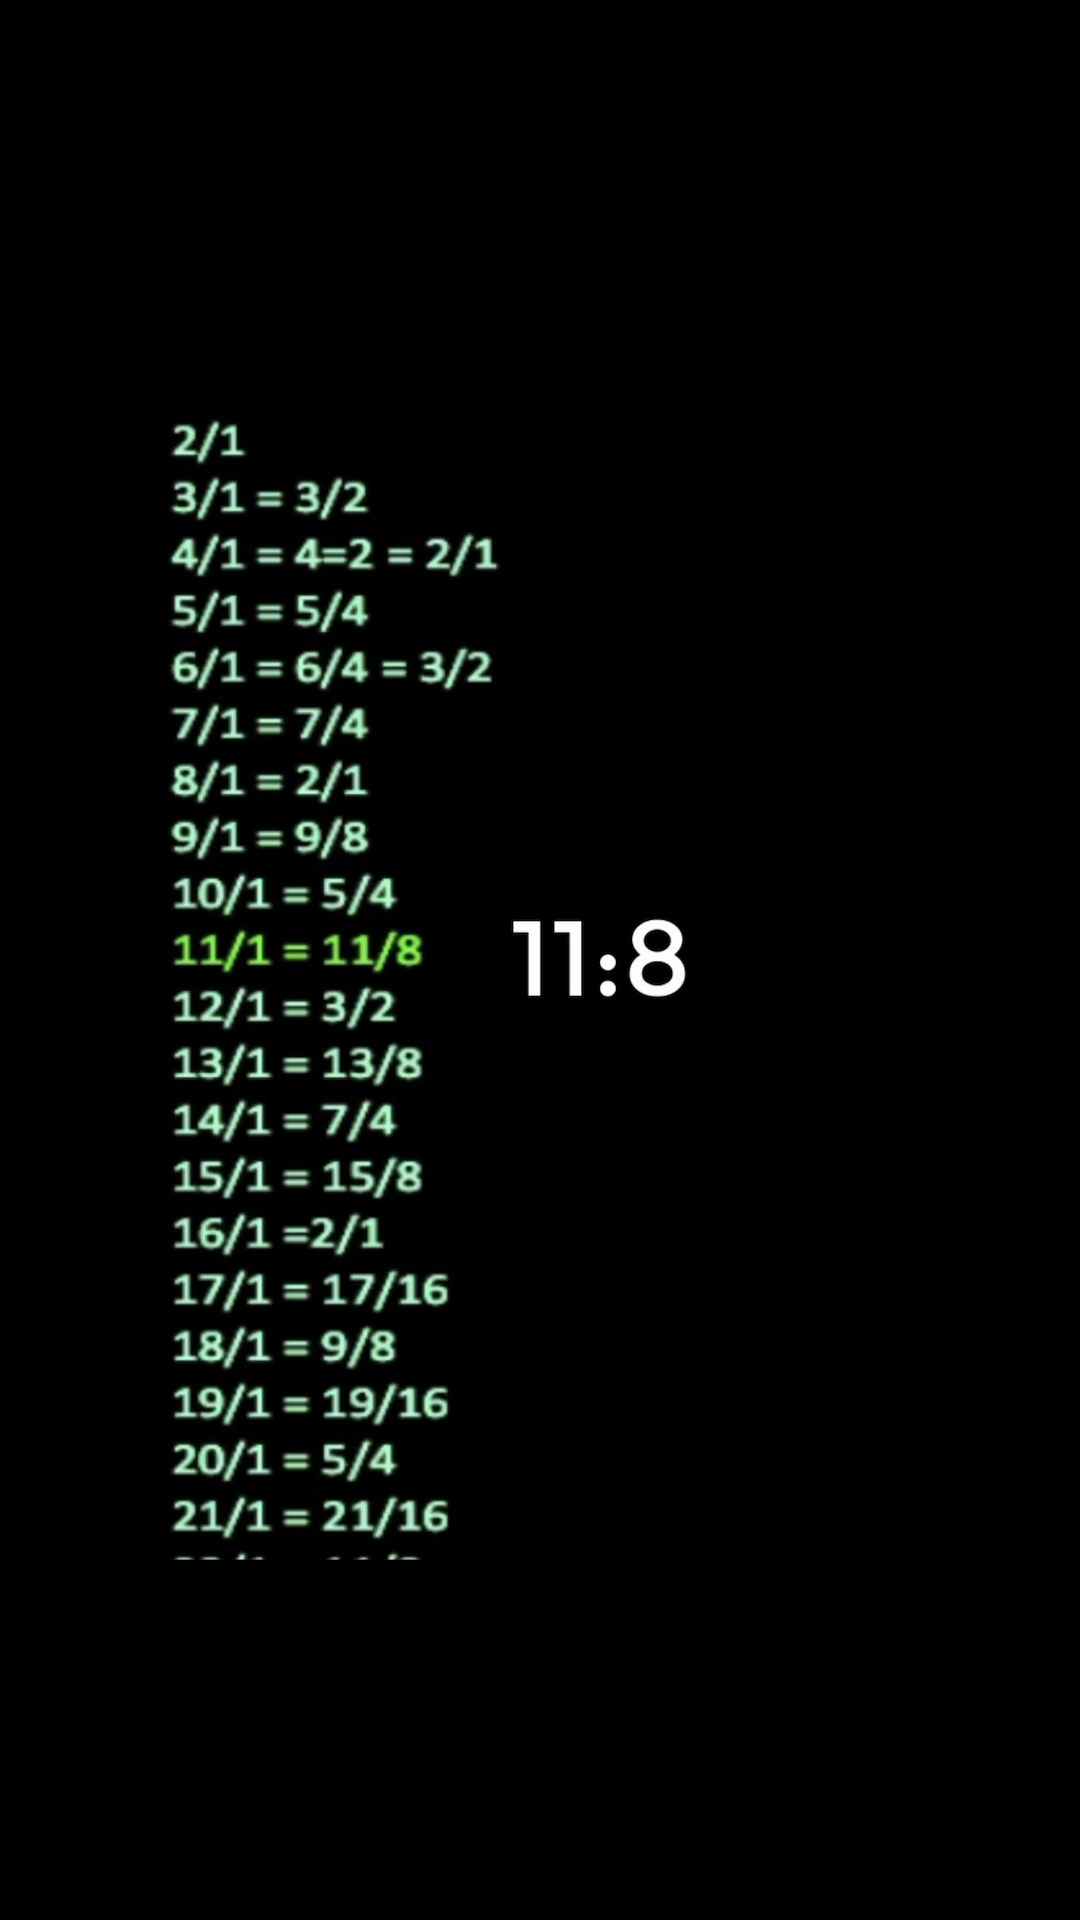 2/1
3/1 = 3/2
4/1 = 4=2 = 2/1
5/1 = 5/4
6/1 = 6/4 = 3/2
7/1 = 7/4
8/1 = 2/1
9/1 = 9/8
10/1 = 5/4
11/1 = 11/8
11:8
12/1 = 3/2
13/1 = 13/8
14/1 = 7/4
15/1 = 15/8
16/1 =2/1
17/1 = 17/16
18/1 = 9/8
19/1 = 19/16
20/1 = 5/4
21/1 = 21/16